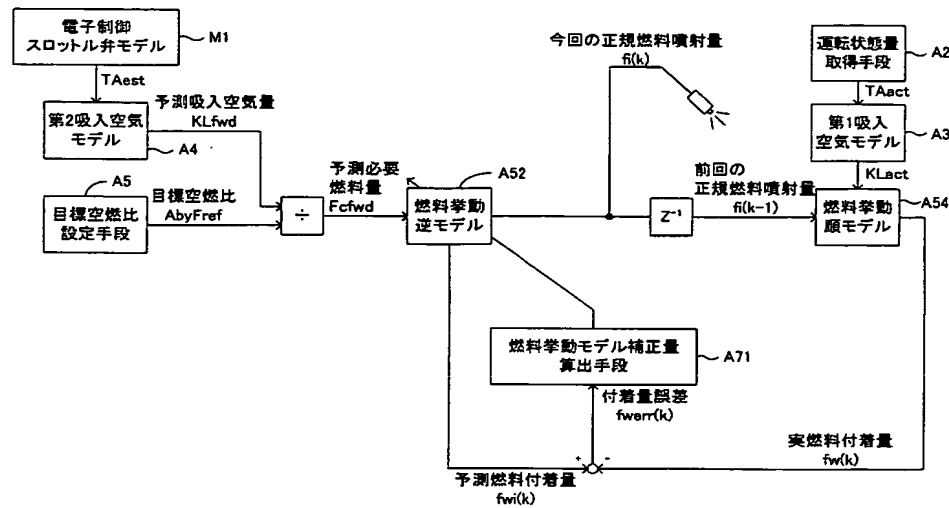 電子制御
スロットル弁モデル
M1
TAest
予測吸入空気量
KLfwd
第2吸入空気
モデル
A4
A5
目標空燃比
設定手段
目標空燃比
AbyFref
÷
予測必要
燃料量
Fcfwd
A52
燃料挙動
逆モデル
今回の正規燃料噴射量
fi(k)
運転状態量
取得手段
A2
TAact
第1吸入
空気モデル
A3
KLact
前回の
正規燃料噴射量
fi(k-1)
Z⁻¹
A54
燃料挙動
順モデル
燃料挙動モデル補正量
算出手段
A71
付着量誤差
fwerr(k)
+
-
予測燃料付着量
fwi(k)
実燃料付着量
fw(k)